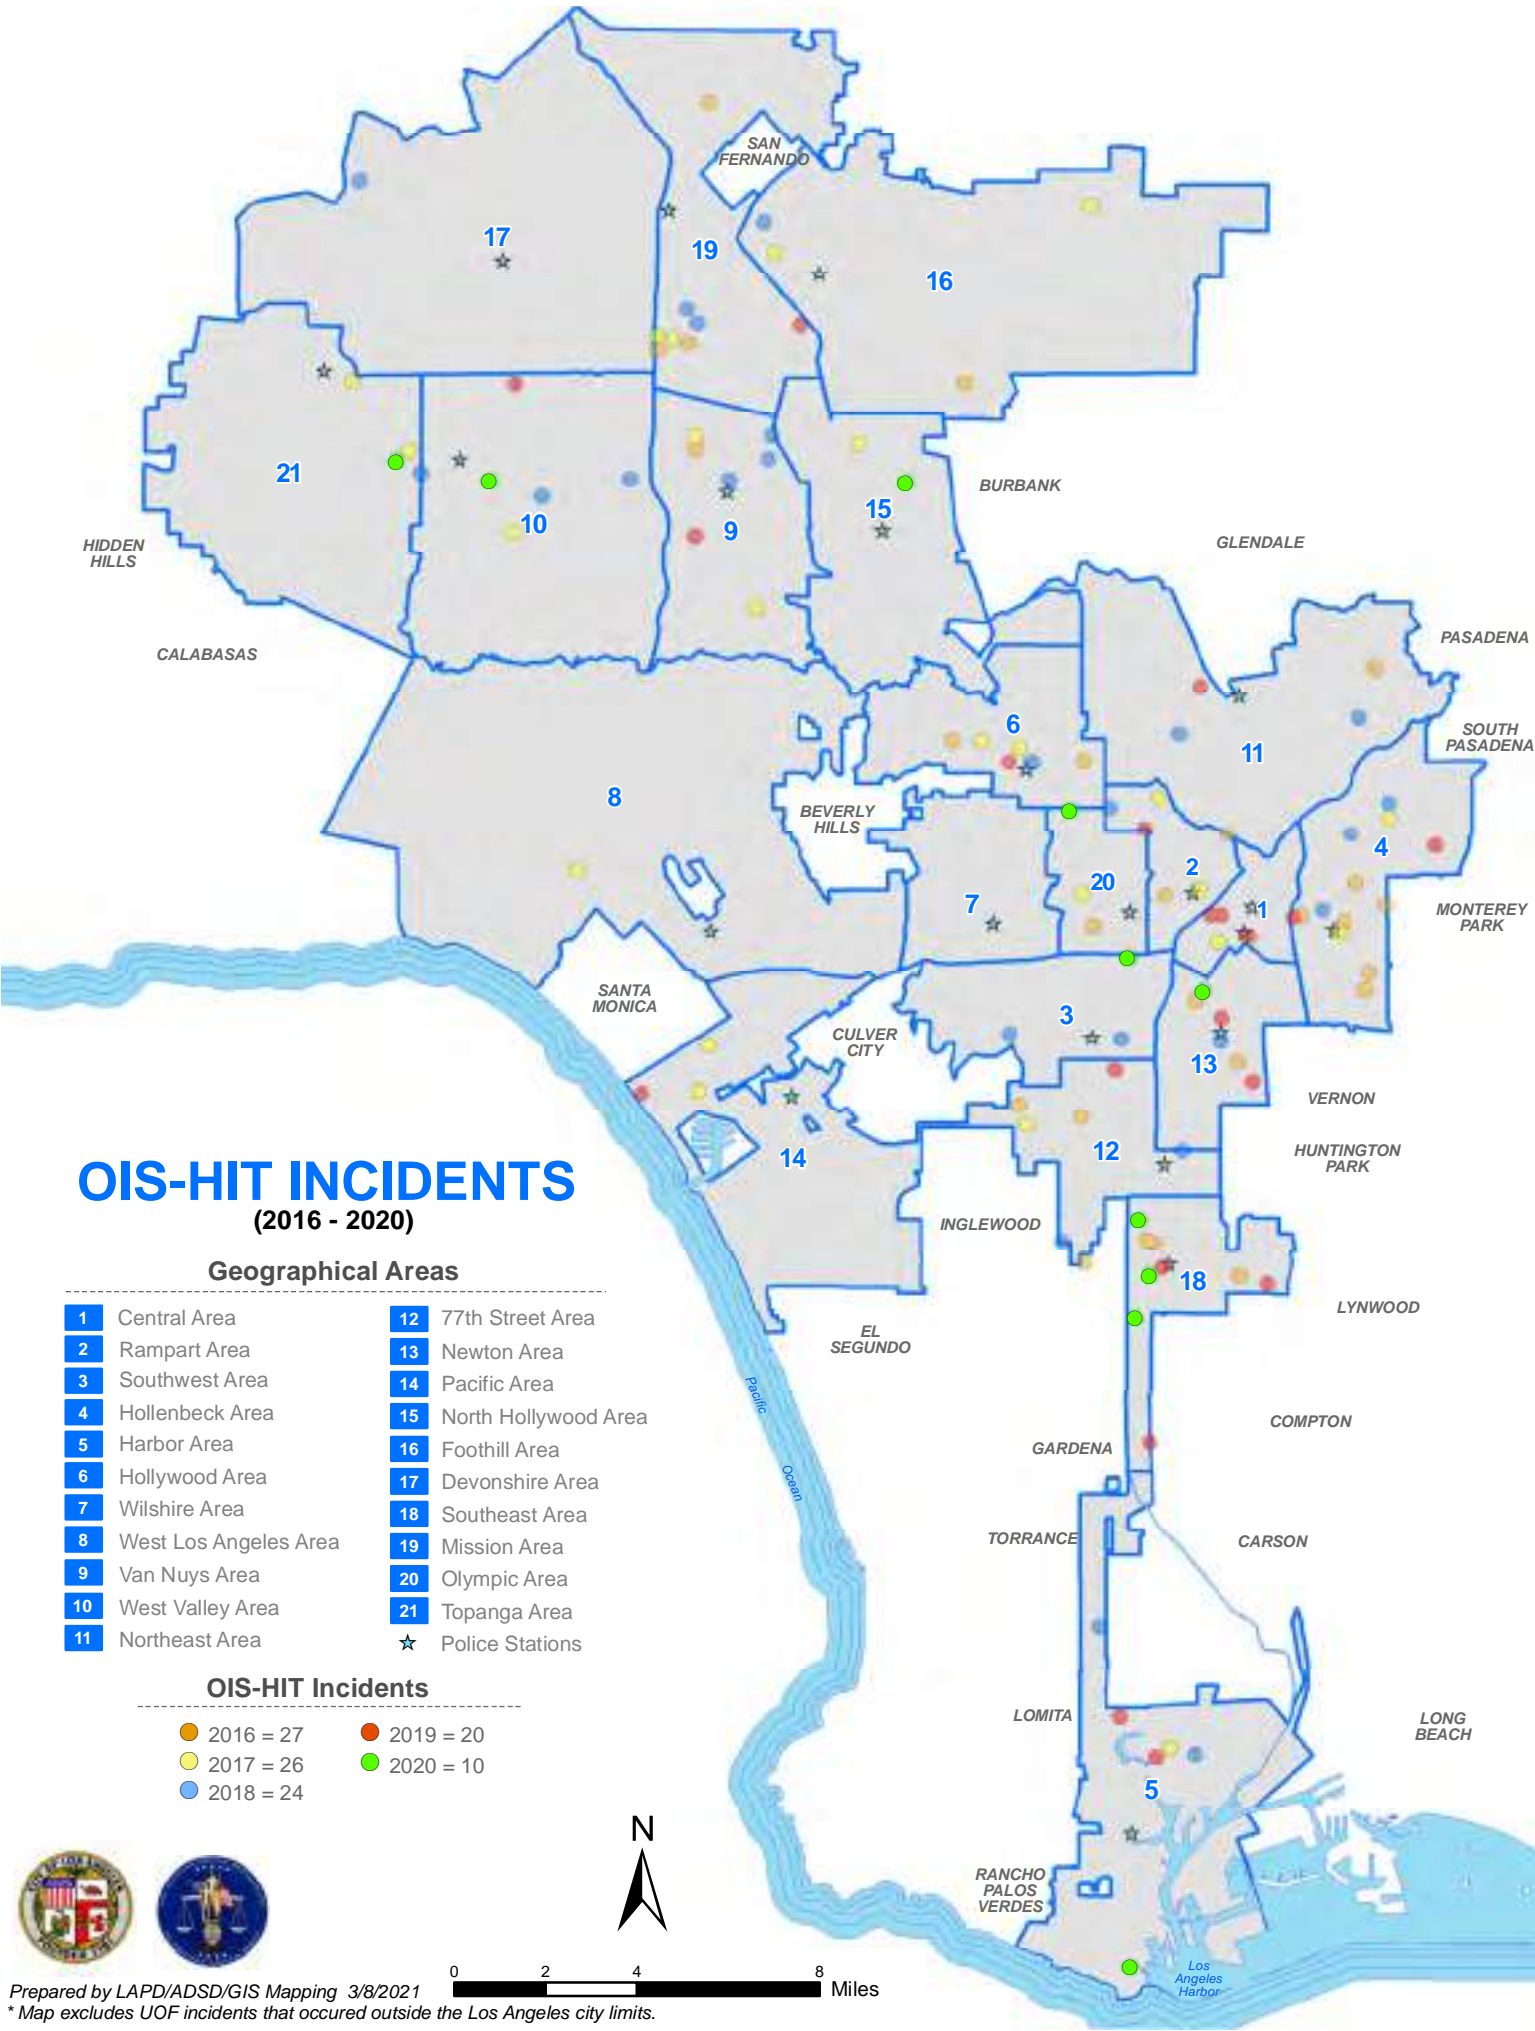 SAN
FERNANDO
17
19
16
21
10
9
15
BURBANK
HIDDEN
HILLS
GLENDALE
CALABASAS
PASADENA
6
SOUTH
PASADENA
11
8
BEVERLY
HILLS
4
2
20
7
1
MONTEREY
PARK
SANTA
MONICA
3
CULVER
CITY
13
VERNON
12
14
HUNTINGTON
PARK
INGLEWOOD
18
LYNWOOD
EL
SEGUNDO
Pacific
Ocean
COMPTON
GARDENA
TORRANCE
CARSON
LOMITA
LONG
BEACH
5
RANCHO
PALOS
VERDES
Los
Angeles
Harbor
OIS-HIT INCIDENTS
(2016 - 2020)
Geographical Areas
1 Central Area
2 Rampart Area
3 Southwest Area
4 Hollenbeck Area
5 Harbor Area
6 Hollywood Area
7 Wilshire Area
8 West Los Angeles Area
9 Van Nuys Area
10 West Valley Area
11 Northeast Area
12 77th Street Area
13 Newton Area
14 Pacific Area
15 North Hollywood Area
16 Foothill Area
17 Devonshire Area
18 Southeast Area
19 Mission Area
20 Olympic Area
21 Topanga Area
Police Stations
OIS-HIT Incidents
2016 = 27
2017 = 26
2018 = 24
2019 = 20
2020 = 10
N
0 2 4 8 Miles
Prepared by LAPD/ADSD/GIS Mapping 3/8/2021
* Map excludes UOF incidents that occured outside the Los Angeles city limits.